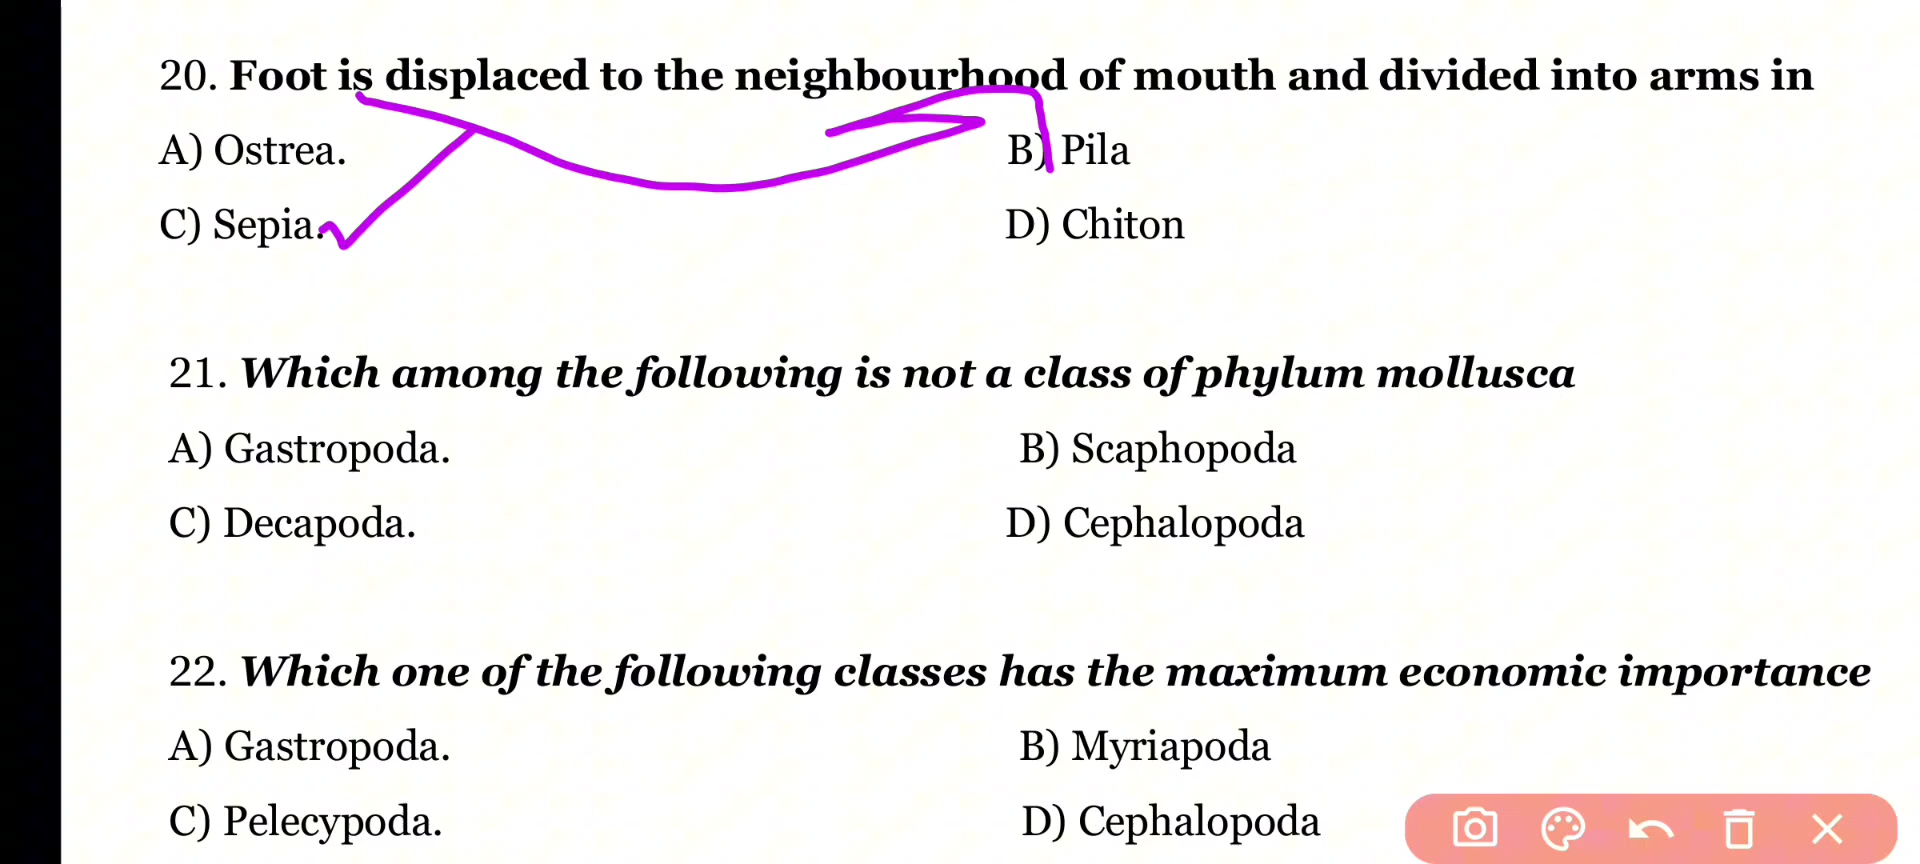 20. Foot is displaced to the neighbourhood of mouth and divided into arms in
A) Ostrea. B) Pila
C) Sepia. D) Chiton
21. Which among the following is not a class of phylum mollusca
A) Gastropoda. B) Scaphopoda
C) Decapoda. D) Cephalopoda
22. Which one of the following classes has the maximum economic importance
A) Gastropoda. B) Myriapoda
C) Pelecypoda. D) Cephalopoda